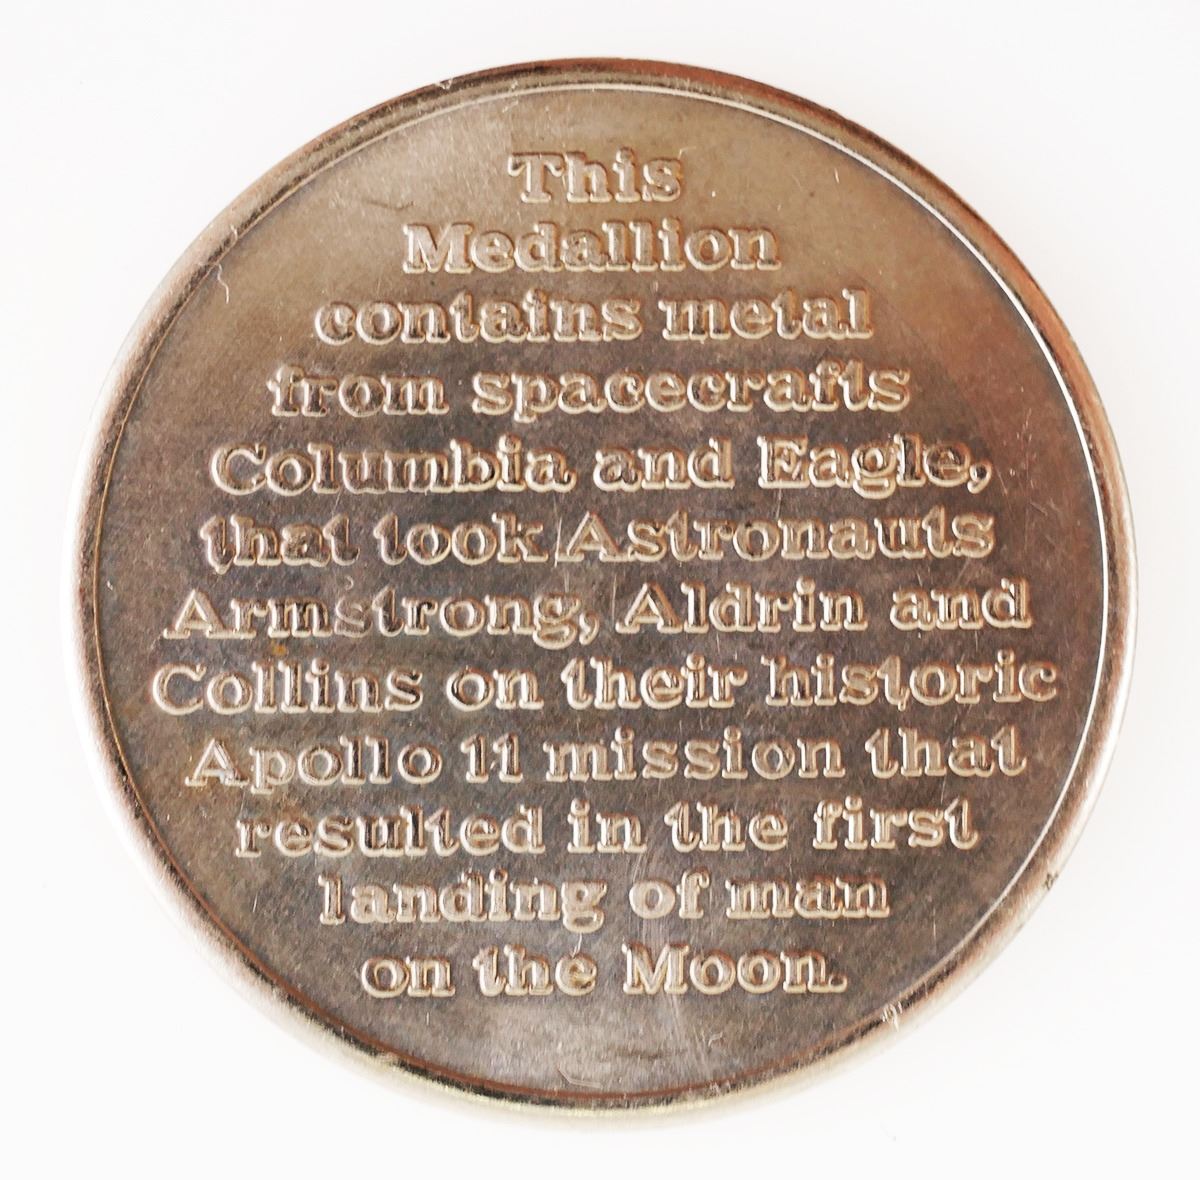 This
Medallion
contains metal
from spacecrafts
Columbia and Eagle,
that took Astronauts
Armstrong, Aldrin and
Collins on their historic
Apollo 11 mission that
resulted in the first
landing of man
on the Moon.